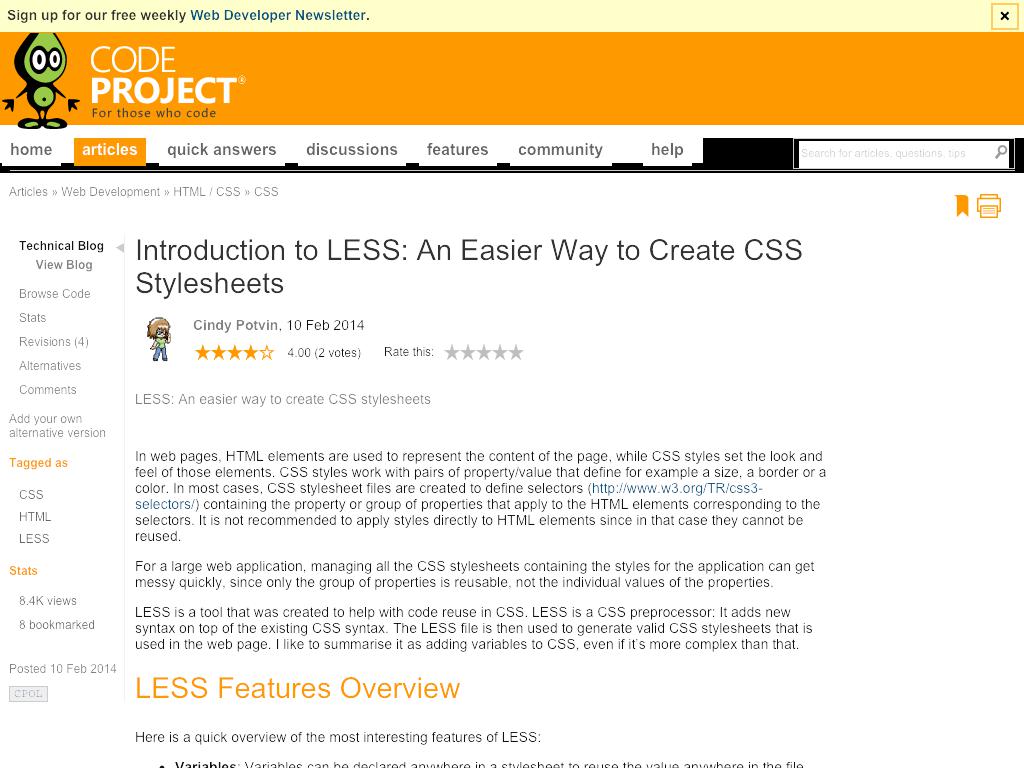 Sign up for our free weekly Web Developer Newsletter.
×
CODE
PROJECT®
For those who code
home articles quick answers discussions features community help
Search for articles, questions, tips
Articles » Web Development » HTML / CSS » CSS
Technical Blog
View Blog
Browse Code
Stats
Revisions (4)
Alternatives
Comments
Add your own
alternative version
Tagged as
CSS
HTML
LESS
Stats
8.4K views
8 bookmarked
Posted 10 Feb 2014
CPOL
Introduction to LESS: An Easier Way to Create CSS
Stylesheets
Cindy Potvin, 10 Feb 2014
4.00 (2 votes) Rate this:
LESS: An easier way to create CSS stylesheets
In web pages, HTML elements are used to represent the content of the page, while CSS styles set the look and
feel of those elements. CSS styles work with pairs of property/value that define for example a size, a border or a
color. In most cases, CSS stylesheet files are created to define selectors (http://www.w3.org/TR/css3-
selectors/) containing the property or group of properties that apply to the HTML elements corresponding to the
selectors. It is not recommended to apply styles directly to HTML elements since in that case they cannot be
reused.
For a large web application, managing all the CSS stylesheets containing the styles for the application can get
messy quickly, since only the group of properties is reusable, not the individual values of the properties.
LESS is a tool that was created to help with code reuse in CSS. LESS is a CSS preprocessor: It adds new
syntax on top of the existing CSS syntax. The LESS file is then used to generate valid CSS stylesheets that is
used in the web page. I like to summarise it as adding variables to CSS, even if it's more complex than that.
LESS Features Overview
Here is a quick overview of the most interesting features of LESS:
• Variables: Variables can be declared anywhere in a stylesheet to reuse the value anywhere in the file.